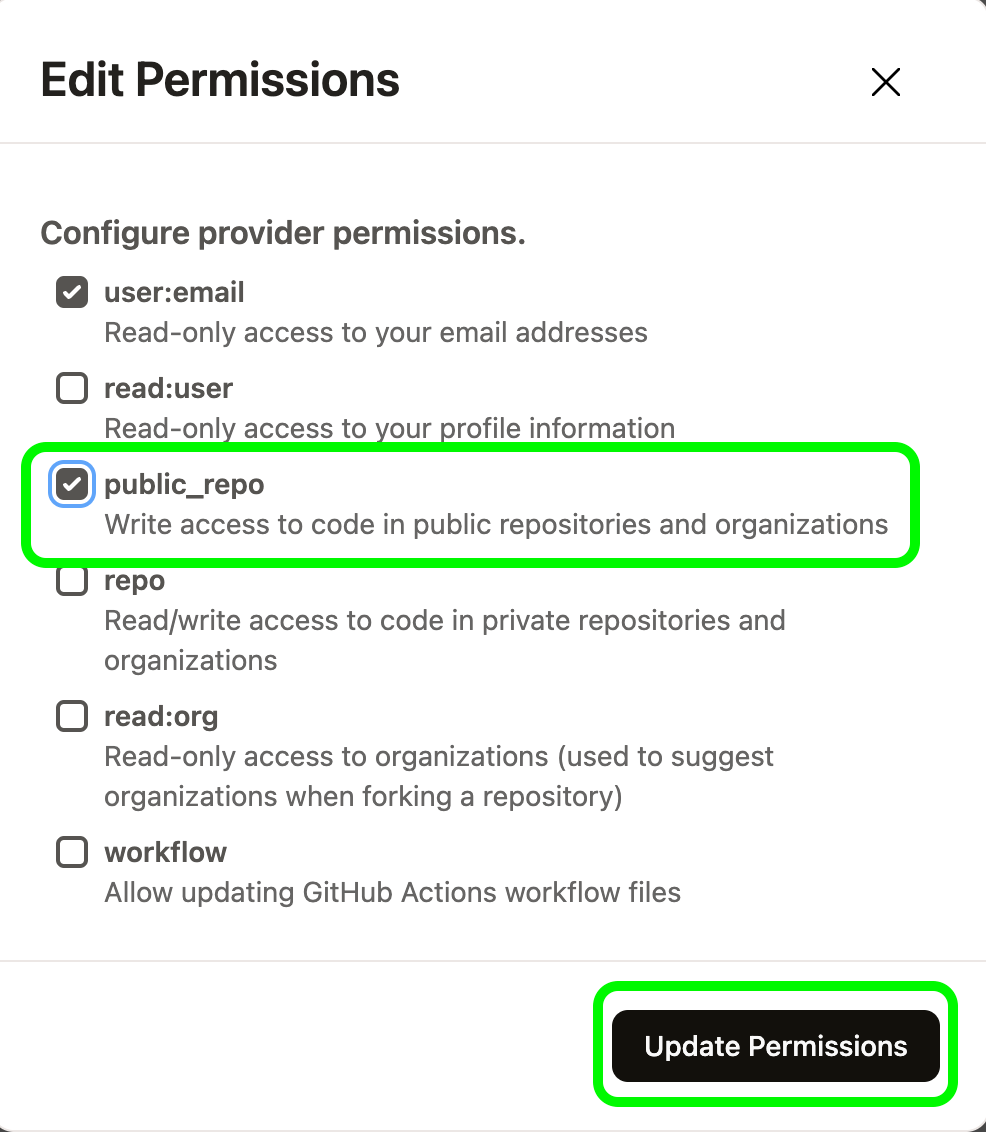 Edit Permissions
Configure provider permissions.
user:email
Read-only access to your email addresses
read:user
Read-only access to your profile information
public_repo
Write access to code in public repositories and organizations
repo
Read/write access to code in private repositories and
organizations
read:org
Read-only access to organizations (used to suggest
organizations when forking a repository)
workflow
Allow updating GitHub Actions workflow files
Update Permissions